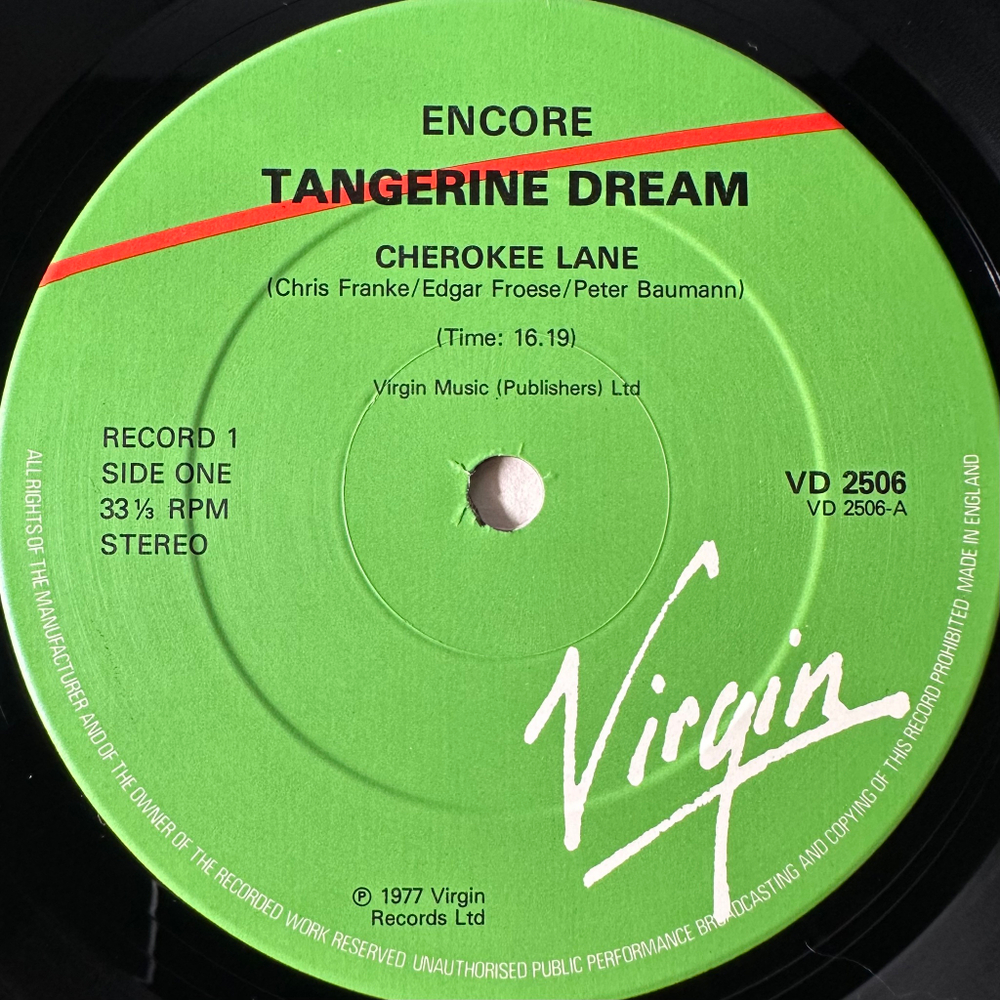 ENCORE
TANGERINE DREAM
CHEROKEE LANE
(Chris Franke/Edgar Froese/Peter Baumann)
(Time: 16.19)
Virgin Music (Publishers) Ltd
RECORD 1
SIDE ONE
33⅓ RPM
STEREO
VD 2506
VD 2506-A
Virgin
℗ 1977 Virgin
Records Ltd
ALL RIGHTS OF THE MANUFACTURER AND OF THE OWNER OF THE RECORDED WORK RESERVED UNAUTHORISED PUBLIC PERFORMANCE BROADCASTING AND COPYING OF THIS RECORD PROHIBITED MADE IN ENGLAND